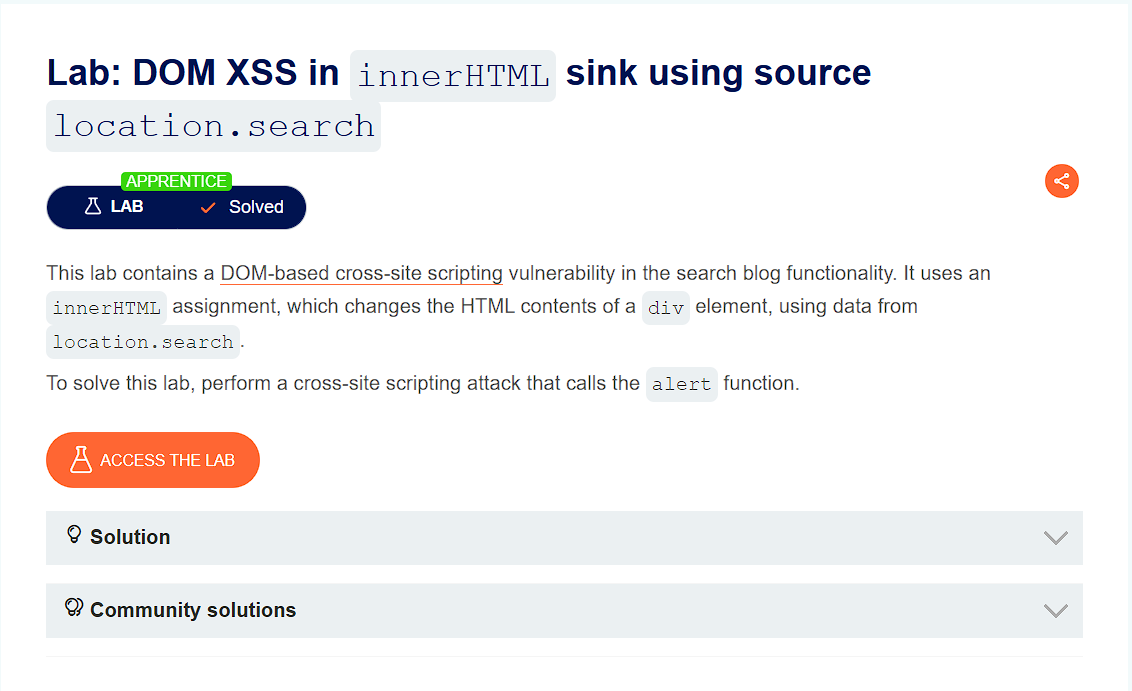 Lab: DOM XSS in innerHTML sink using source
location.search
APPRENTICE
LAB Solved
This lab contains a DOM-based cross-site scripting vulnerability in the search blog functionality. It uses an
innerHTML assignment, which changes the HTML contents of a div element, using data from
location.search.
To solve this lab, perform a cross-site scripting attack that calls the alert function.
ACCESS THE LAB
Solution
Community solutions